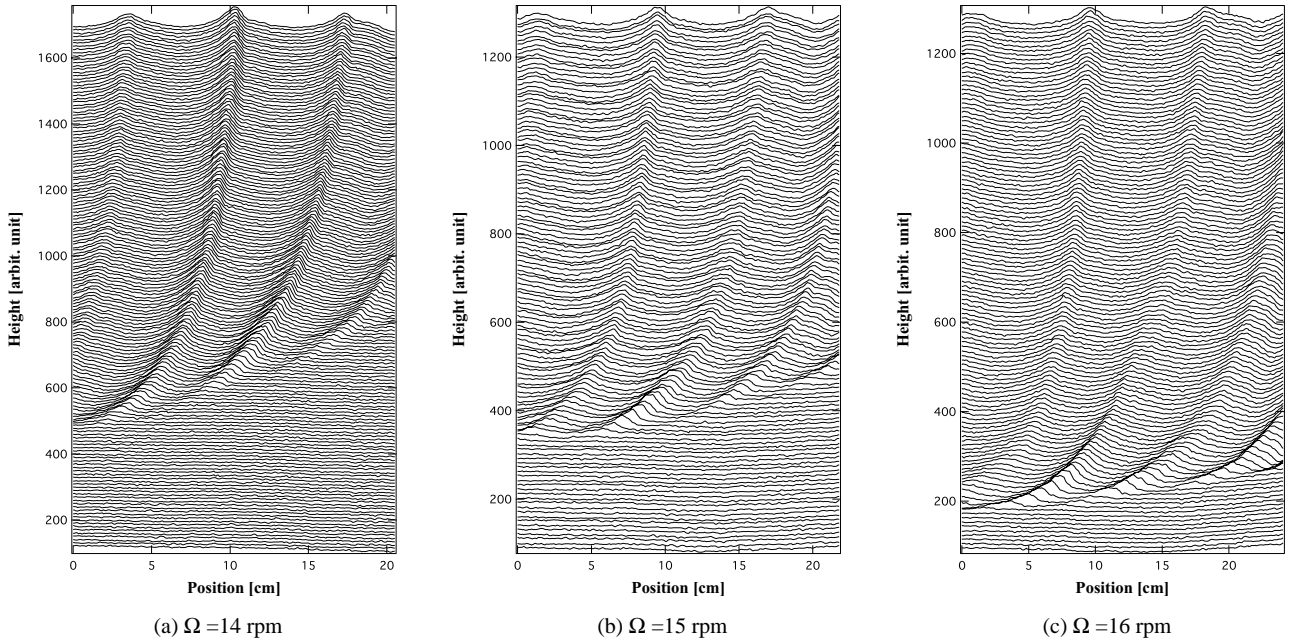 1600
1400
1200
1000
800
600
400
200
0 5 10 15 20
Height [arbit. unit]
Position [cm]
(a) Ω =14 rpm
1200
1000
800
600
400
200
0 5 10 15 20
Height [arbit. unit]
Position [cm]
(b) Ω =15 rpm
1200
1000
800
600
400
200
0 5 10 15 20
Height [arbit. unit]
Position [cm]
(c) Ω =16 rpm